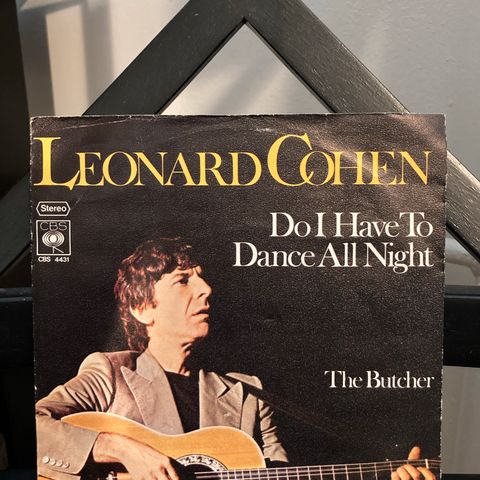 LEONARD COHEN
Stereo
CBS
CBS 4431
Do I Have To
Dance All Night
The Butcher